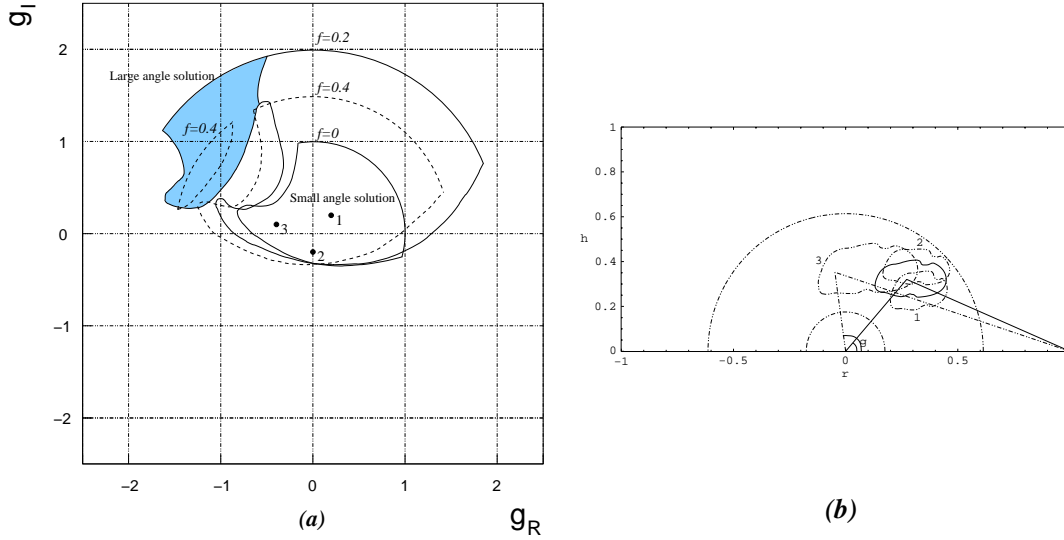 g_I
2
1
0
−1
−2
−2
−1
0
1
2
g_R
f=0.2
Large angle solution
f=0.4
f=0.4
f=0
Small angle solution
1
3
2
(a)
1
0.8
0.6
0.4
0.2
0
h
-1
-0.5
0
0.5
r
3
2
1
g
(b)